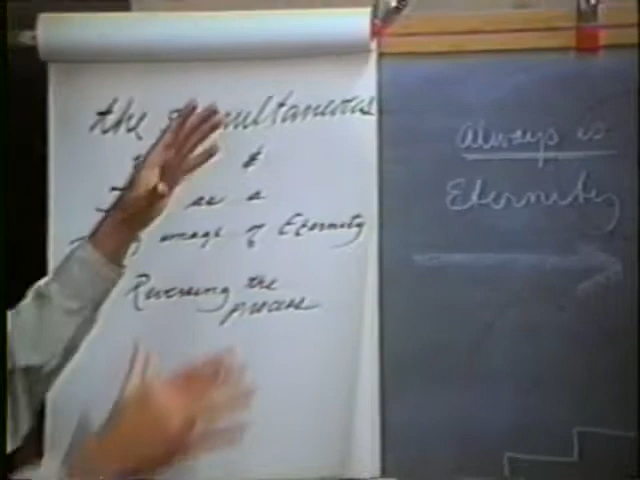 the Simultaneous
&
as a
image of Eternity
Reversing the
process
Always is
Eternity